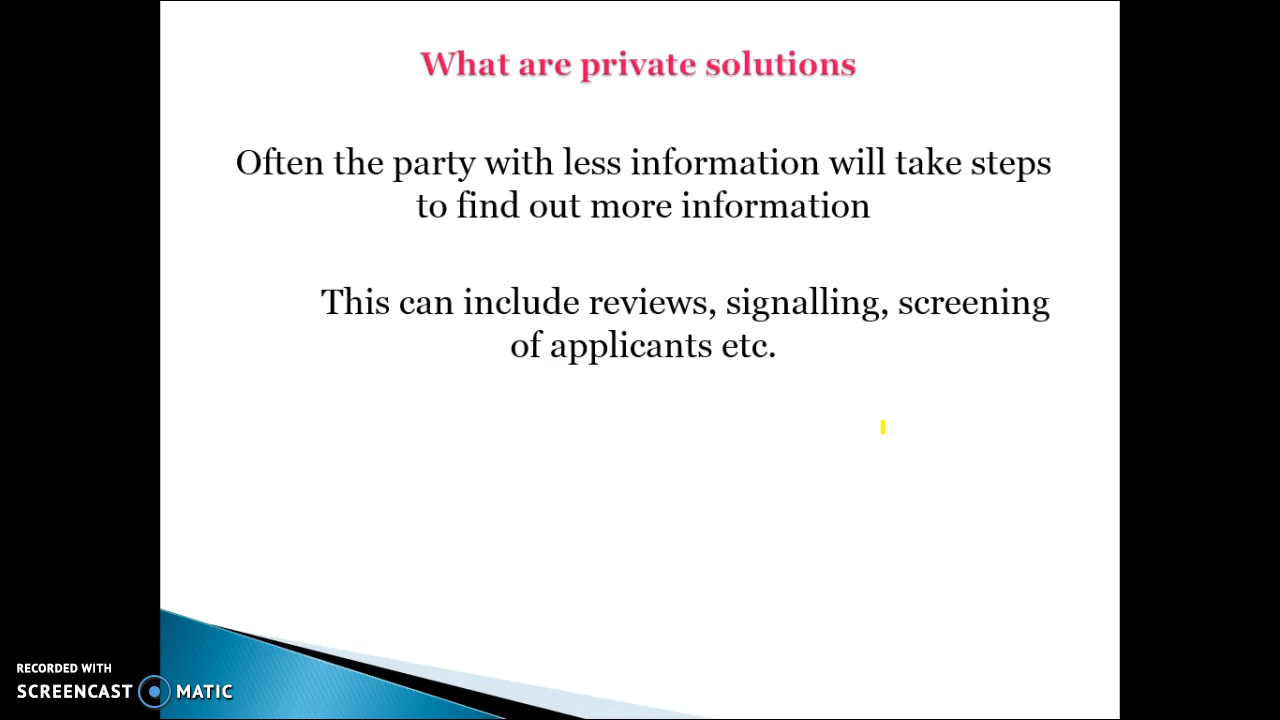 What are private solutions
Often the party with less information will take steps
to find out more information
This can include reviews, signalling, screening
of applicants etc.
RECORDED WITH
SCREENCAST MATIC